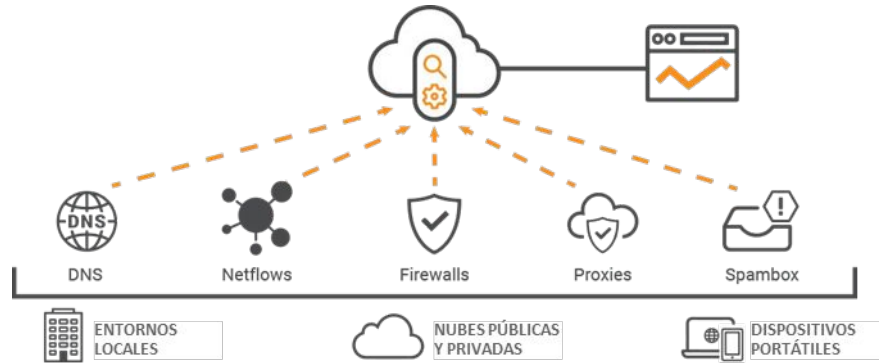 DNS
DNS Netflows Firewalls Proxies Spambox
ENTORNOS LOCALES
NUBES PÚBLICAS Y PRIVADAS
DISPOSITIVOS PORTÁTILES